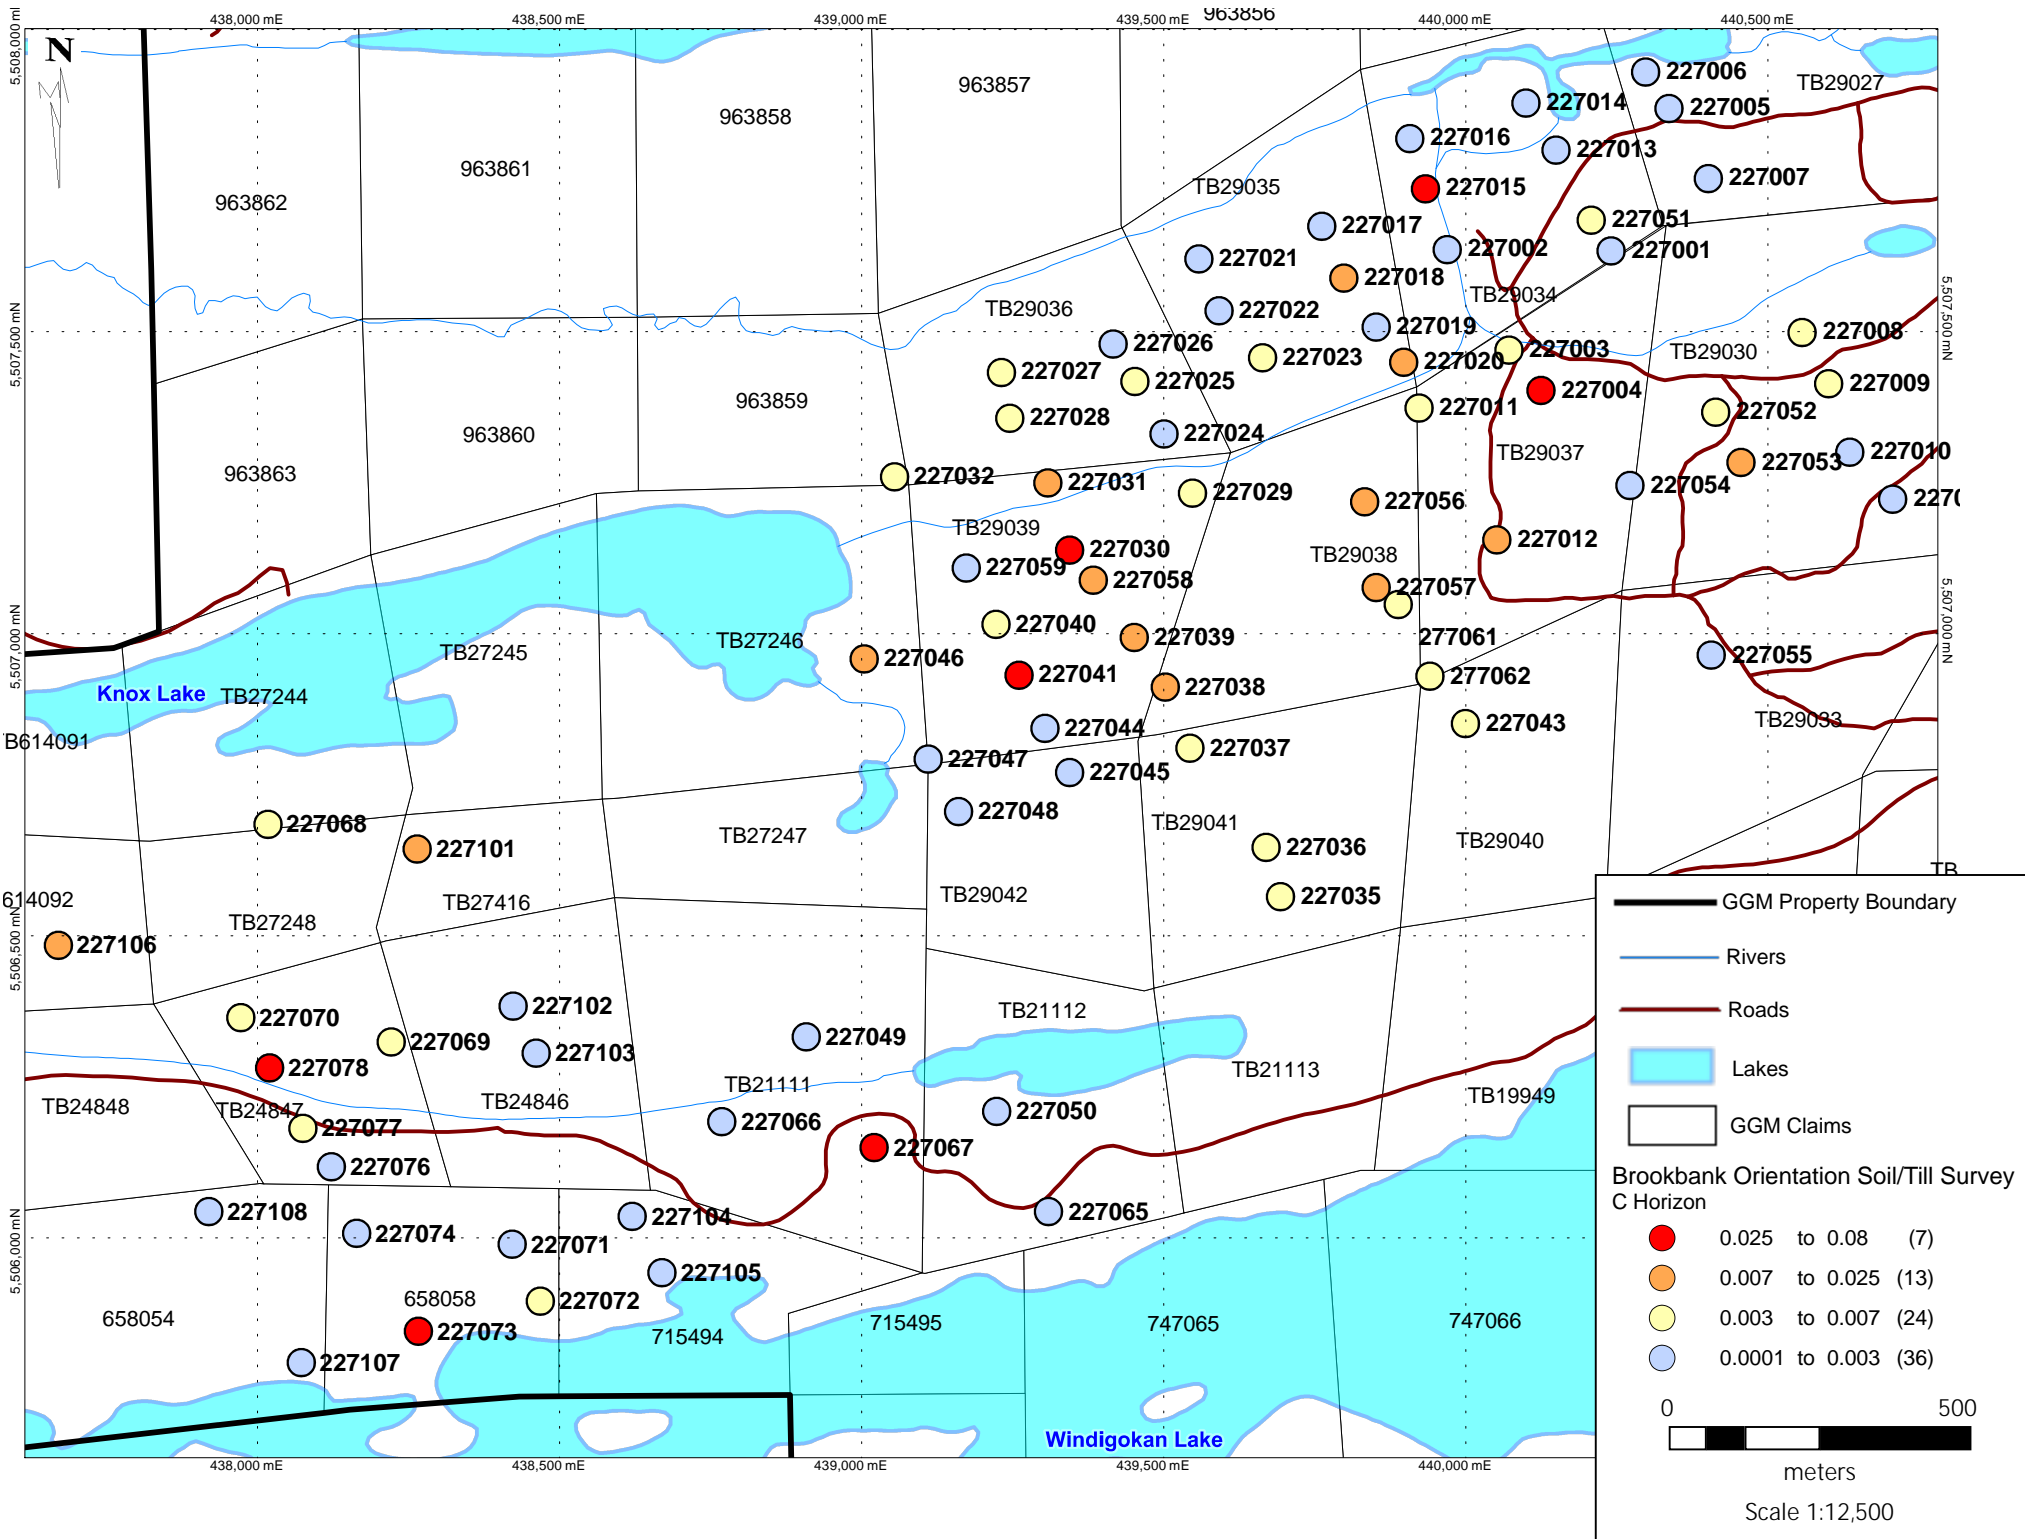 438,000 mE
438,500 mE
439,000 mE
439,500 mE
963856
440,000 mE
440,500 mE
5,508,000 ml
N
227006
TB29027
963857
227014
227005
963858
227016
227013
963861
TB29035
227015
227007
963862
227017
227051
227021
227002
227001
227018
TB29034
TB29036
227022
227019
227008
5,507,500 mN
5,507,500 mN
227026
227023
227020
227003
TB29030
227027
227025
227004
227009
963859
227011
227052
227028
963860
227024
TB29037
227010
963863
227032
227031
227029
227053
227054
227056
TB29039
227012
227030
TB29038
227059
227058
227057
5,507,000 mN
5,507,000 mN
227040
227039
277061
TB27245
TB27246
227046
227055
227041
227038
277062
Knox Lake
TB27244
227043
TB29033
227044
B614091
227037
227047
227045
227048
227068
TB27247
TB29041
TB29040
227101
227036
TB
TB29042
227035
614092
TB27416
TB27248
5,506,500 mN
227106
227102
TB21112
227070
227069
227049
227103
227078
TB21113
TB21111
TB19949
TB24848
TB24847
TB24846
227050
227066
227077
227067
227076
227108
227104
227065
227074
227071
5,506,000 mN
227105
658058
227072
658054
227073
715494
715495
747065
747066
227107
Windigokan Lake
438,000 mE
438,500 mE
439,000 mE
439,500 mE
440,000 mE
GGM Property Boundary
Rivers
Roads
Lakes
GGM Claims
Brookbank Orientation Soil/Till Survey
C Horizon
0.025 to 0.08 (7)
0.007 to 0.025 (13)
0.003 to 0.007 (24)
0.0001 to 0.003 (36)
0 500
meters
Scale 1:12,500